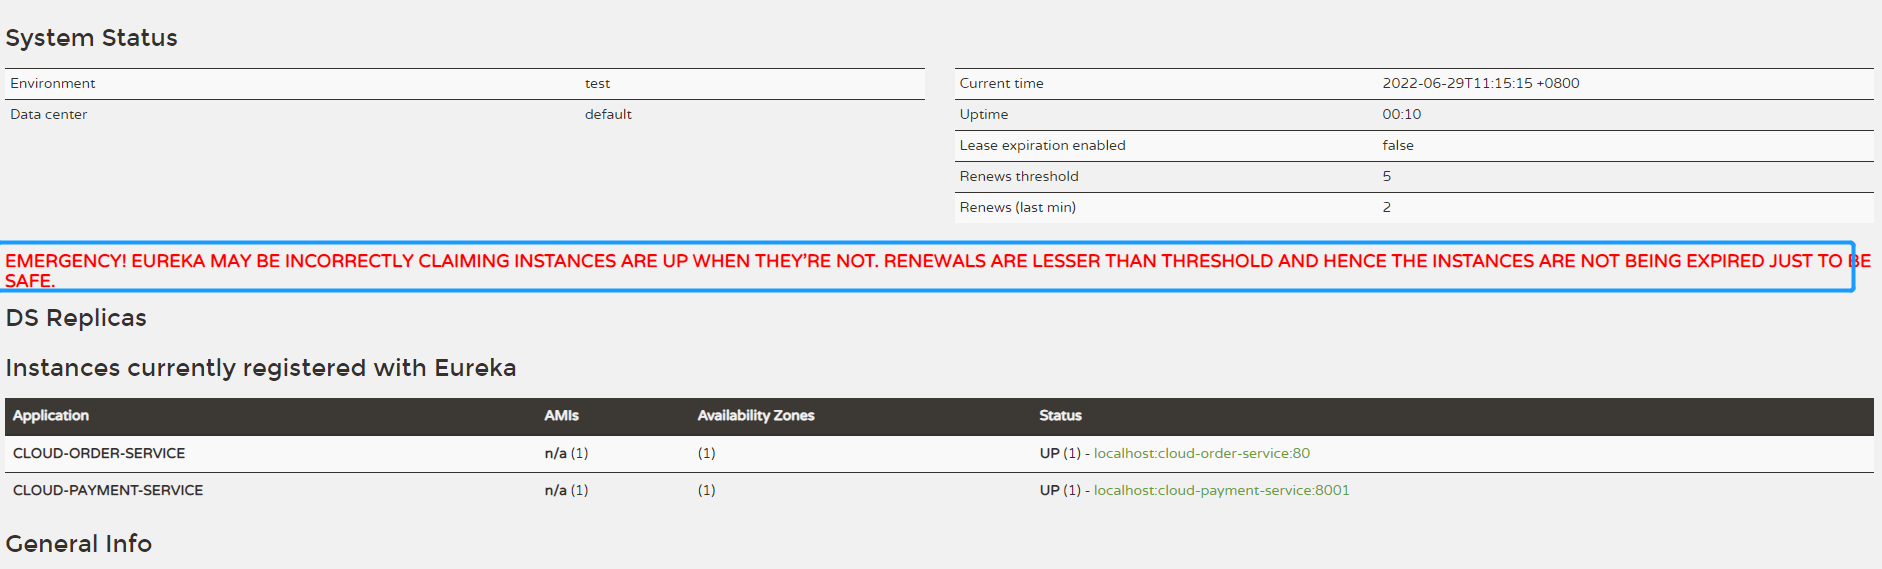 System Status
Environment test
Data center default
Current time 2022-06-29T11:15:15 +0800
Uptime 00:10
Lease expiration enabled false
Renews threshold 5
Renews (last min) 2
EMERGENCY! EUREKA MAY BE INCORRECTLY CLAIMING INSTANCES ARE UP WHEN THEY'RE NOT. RENEWALS ARE LESSER THAN THRESHOLD AND HENCE THE INSTANCES ARE NOT BEING EXPIRED JUST TO BE
SAFE.
DS Replicas
Instances currently registered with Eureka
Application AMIs Availability Zones Status
CLOUD-ORDER-SERVICE n/a (1) (1) UP (1) - localhost:cloud-order-service:80
CLOUD-PAYMENT-SERVICE n/a (1) (1) UP (1) - localhost:cloud-payment-service:8001
General Info